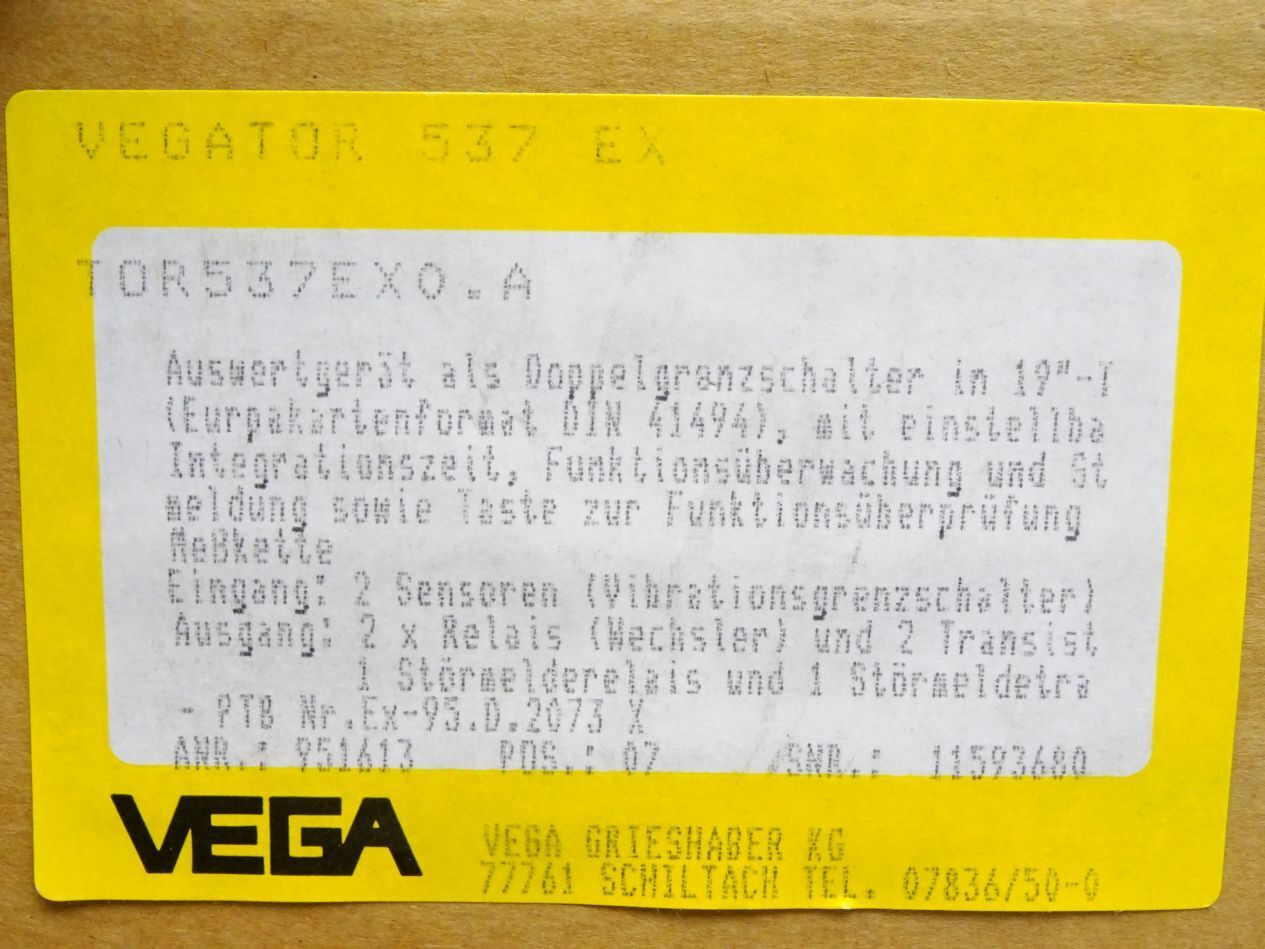 VEGATOR 537 EX
TOR537EXO.A
Auswertgerät als Doppelgrenzschalter in 19"-T
(Eurpakartenformat DIN 41494), mit einstellba
Integrationszeit, Funktionsüberwachung und St
meldung sowie Taste zur Funktionsüberprüfung
Meßkette
Eingang: 2 Sensoren (Vibrationsgrenzschalter)
Ausgang: 2 x Relais (Wechsler) und 2 Transist
1 Störmelderelais und 1 Störmeldetra
- PTB Nr.Ex-95.D.2073 X
ANR.: 951613 POS.: 07 /SNR.: 11593680
VEGA
VEGA GRIESHABER KG
77761 SCHILTACH TEL. 07836/50-0